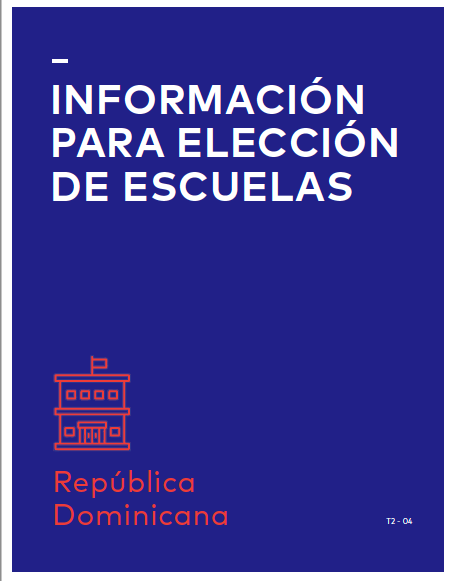 INFORMACIÓN
PARA ELECCIÓN
DE ESCUELAS
República
Dominicana
T2 - 04